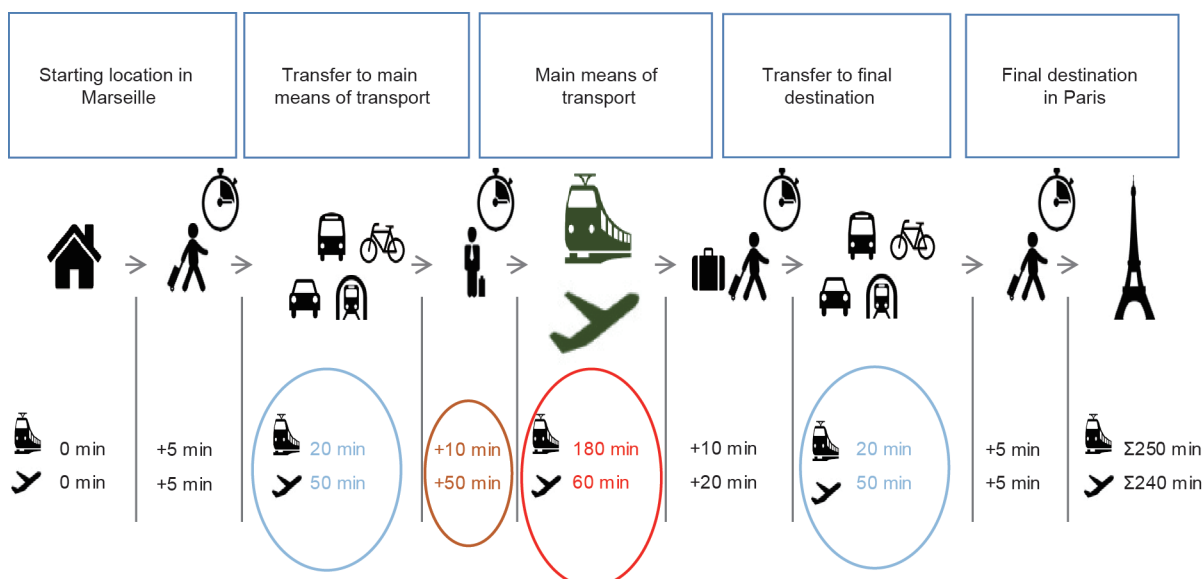 Starting location in
Marseille
Transfer to main
means of transport
Main means of
transport
Transfer to final
destination
Final destination
in Paris
0 min
+5 min
20 min
+10 min
180 min
+10 min
20 min
+5 min
Σ250 min
0 min
+5 min
50 min
+50 min
60 min
+20 min
50 min
+5 min
Σ240 min